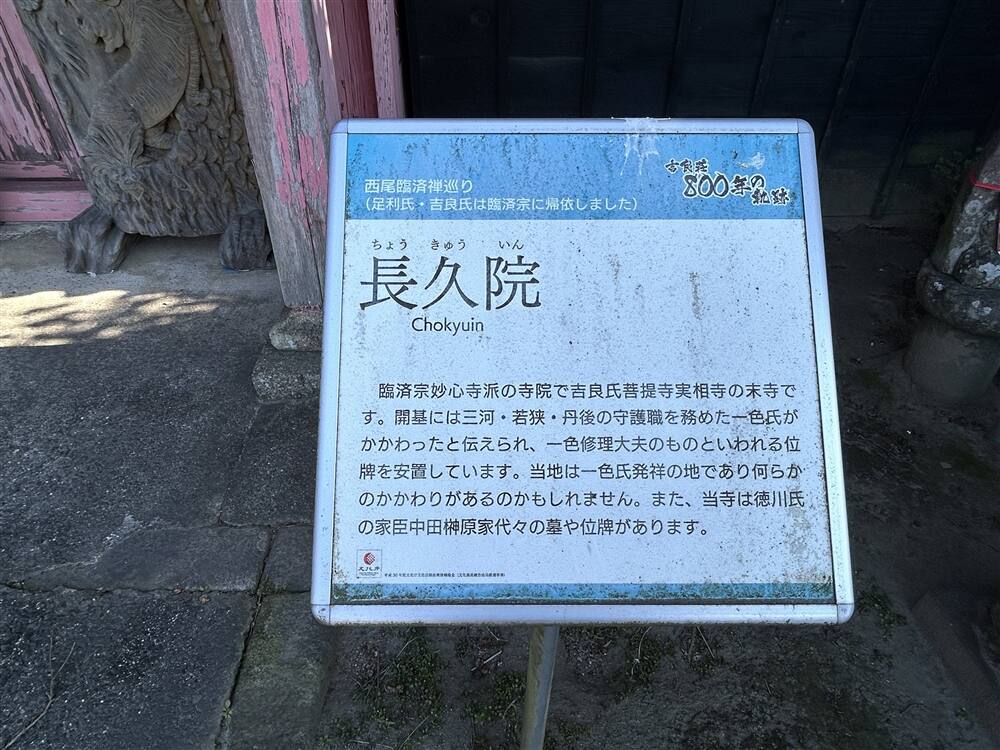 西尾臨済禅巡り
(足利氏・吉良氏は臨済宗に帰依しました)
吉良荘
800年の
軌跡
ちょう きゅう いん
長久院
Chokyuin
臨済宗妙心寺派の寺院で吉良氏菩提寺実相寺の末寺で
す。開基には三河・若狭・丹後の守護職を務めた一色氏が
かかわったと伝えられ、一色修理大夫のものといわれる位
牌を安置しています。当地は一色氏発祥の地であり何らか
のかかわりがあるのかもしれません。また、当寺は徳川氏
の家臣中田榊原家代々の墓や位牌があります。
文化庁